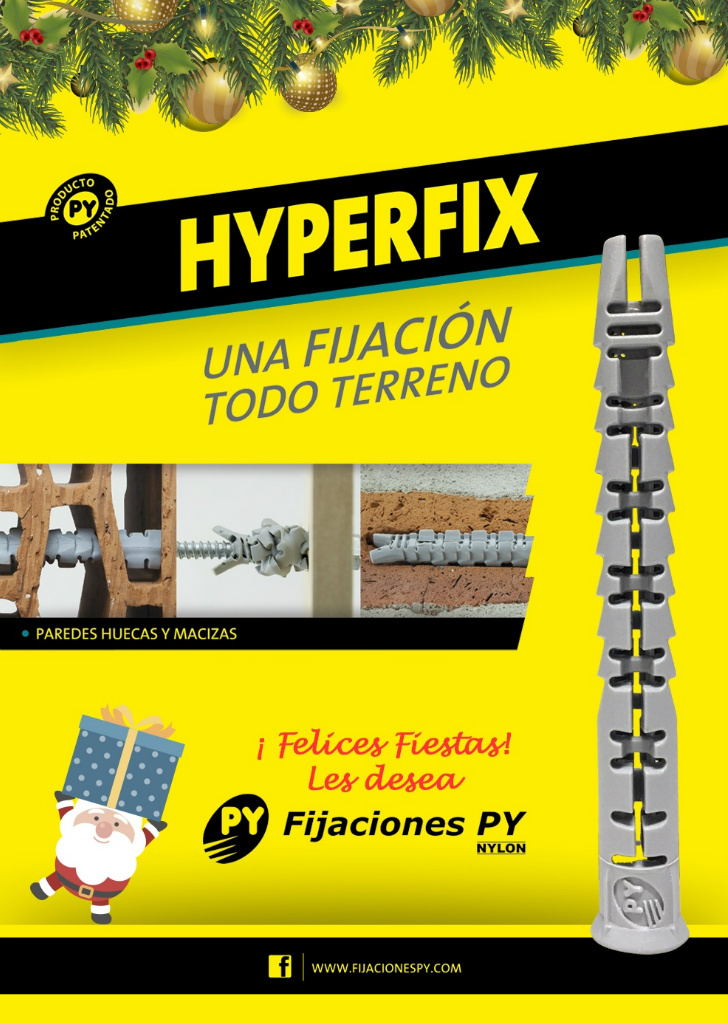 PRODUCTO
PY
PATENTADO
HYPERFIX
UNA FIJACIÓN
TODO TERRENO
• PAREDES HUECAS Y MACIZAS
¡ Felices Fiestas!
Les desea
PY Fijaciones PY
NYLON
PY
f | WWW.FIJACIONESPY.COM